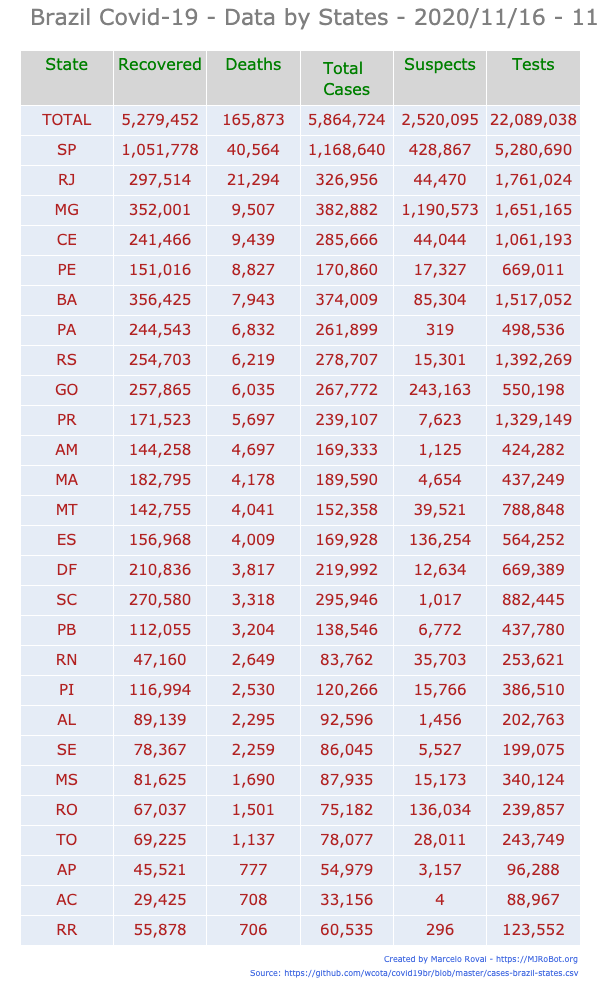 Brazil Covid-19 - Data by States - 2020/11/16 - 11
State Recovered Deaths Total Cases Suspects Tests
TOTAL 5,279,452 165,873 5,864,724 2,520,095 22,089,038
SP 1,051,778 40,564 1,168,640 428,867 5,280,690
RJ 297,514 21,294 326,956 44,470 1,761,024
MG 352,001 9,507 382,882 1,190,573 1,651,165
CE 241,466 9,439 285,666 44,044 1,061,193
PE 151,016 8,827 170,860 17,327 669,011
BA 356,425 7,943 374,009 85,304 1,517,052
PA 244,543 6,832 261,899 319 498,536
RS 254,703 6,219 278,707 15,301 1,392,269
GO 257,865 6,035 267,772 243,163 550,198
PR 171,523 5,697 239,107 7,623 1,329,149
AM 144,258 4,697 169,333 1,125 424,282
MA 182,795 4,178 189,590 4,654 437,249
MT 142,755 4,041 152,358 39,521 788,848
ES 156,968 4,009 169,928 136,254 564,252
DF 210,836 3,817 219,992 12,634 669,389
SC 270,580 3,318 295,946 1,017 882,445
PB 112,055 3,204 138,546 6,772 437,780
RN 47,160 2,649 83,762 35,703 253,621
PI 116,994 2,530 120,266 15,766 386,510
AL 89,139 2,295 92,596 1,456 202,763
SE 78,367 2,259 86,045 5,527 199,075
MS 81,625 1,690 87,935 15,173 340,124
RO 67,037 1,501 75,182 136,034 239,857
TO 69,225 1,137 78,077 28,011 243,749
AP 45,521 777 54,979 3,157 96,288
AC 29,425 708 33,156 4 88,967
RR 55,878 706 60,535 296 123,552
Created by Marcelo Rovai - https://MJRoBot.org
Source: https://github.com/wcota/covid19br/blob/master/cases-brazil-states.csv